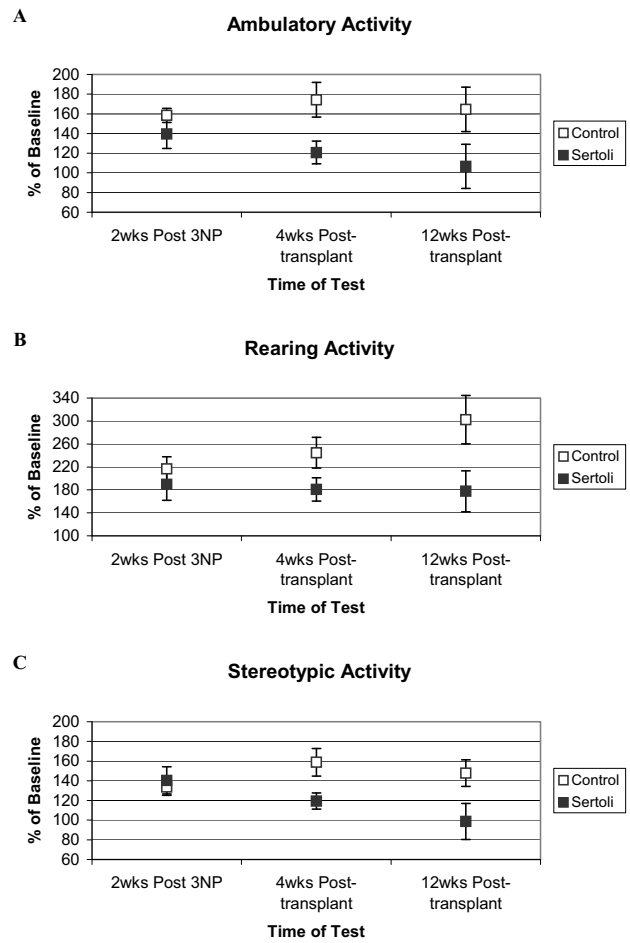 A
Ambulatory Activity
200
180
160
140
120
100
80
60
% of Baseline
2wks Post 3NP
4wks Post-
transplant
12wks Post-
transplant
Time of Test
Control
Sertoli
B
Rearing Activity
340
300
260
220
180
140
100
% of Baseline
2wks Post 3NP
4wks Post-
transplant
12wks Post-
transplant
Time of Test
Control
Sertoli
C
Stereotypic Activity
200
180
160
140
120
100
80
60
% of Baseline
2wks Post 3NP
4wks Post-
transplant
12wks Post-
transplant
Time of Test
Control
Sertoli